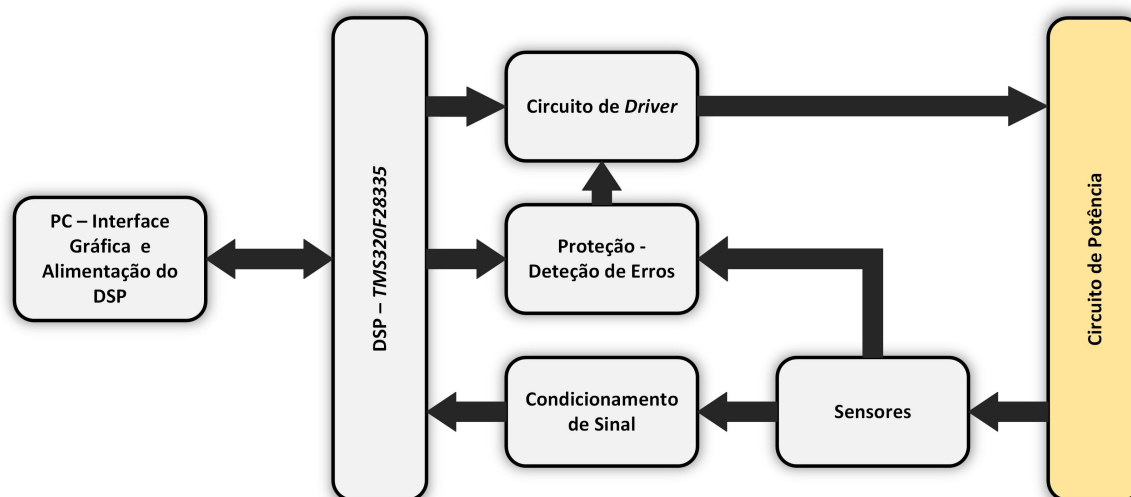 PC – Interface
Gráfica e
Alimentação do
DSP
DSP – TMS320F28335
Circuito de Driver
Proteção -
Deteção de Erros
Condicionamento
de Sinal
Sensores
Circuito de Potência